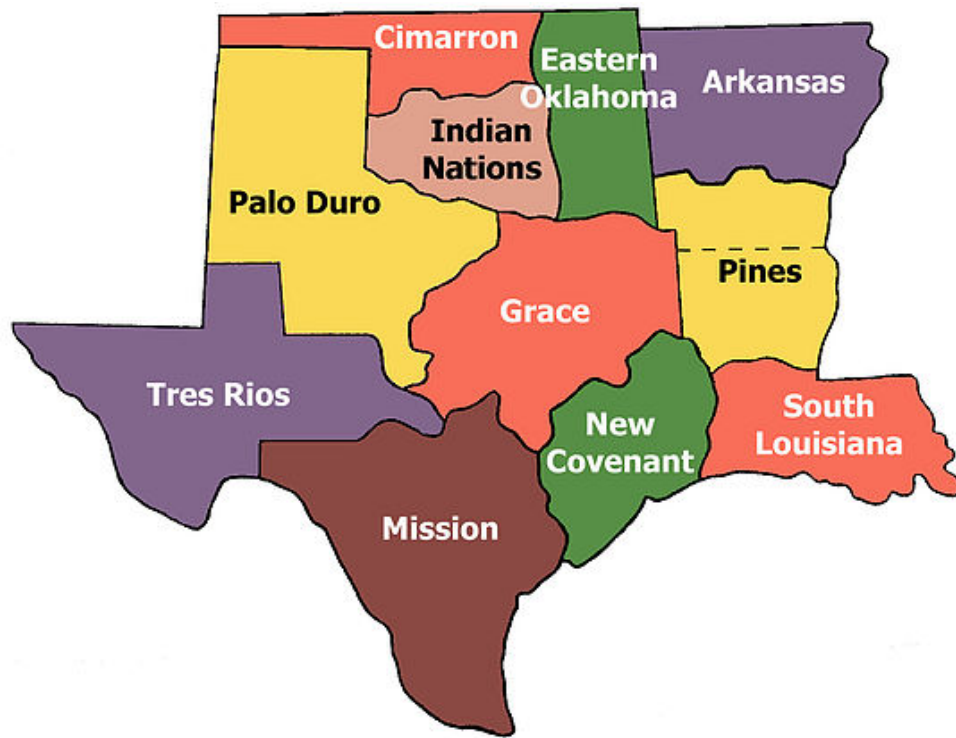 Cimarron
Eastern
Oklahoma
Arkansas
Indian
Nations
Palo Duro
Pines
Grace
Tres Rios
New
Covenant
South
Louisiana
Mission